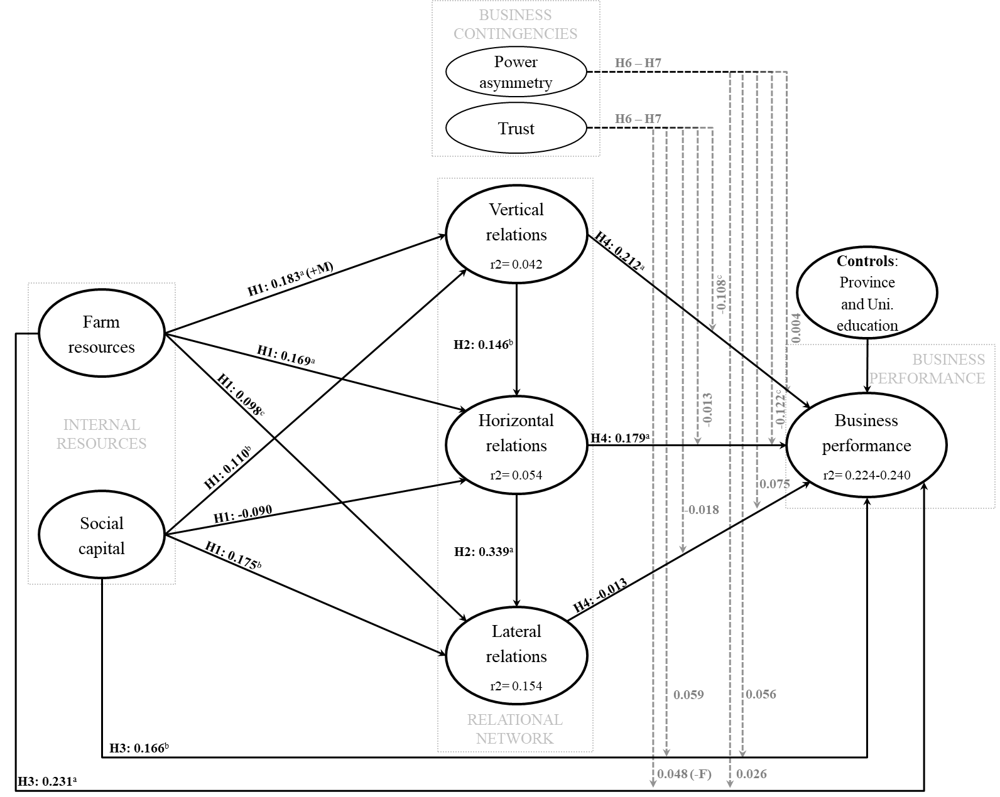 BUSINESS
CONTINGENCIES
Power
asymmetry
H6 – H7
Trust
H6 – H7
Vertical
relations
r2= 0.042
H4: 0.212ᵃ
-0.108ᶜ
Controls:
Province
and Uni.
education
0.004
H1: 0.183ᵃ (+M)
Farm
resources
H1: 0.169ᵃ
H2: 0.146ᵇ
BUSINESS
PERFORMANCE
H1: 0.098ᶜ
-0.013
-0.122ᶜ
INTERNAL
RESOURCES
Horizontal
relations
r2= 0.054
H4: 0.179ᵃ
Business
performance
r2= 0.224-0.240
H1: 0.110ᵇ
0.075
H1: -0.090
-0.018
Social
capital
H1: 0.175ᵇ
H2: 0.339ᵃ
H4: -0.013
Lateral
relations
r2= 0.154
0.059
0.056
RELATIONAL
NETWORK
H3: 0.166ᵇ
H3: 0.231ᵃ
0.048 (-F)
0.026